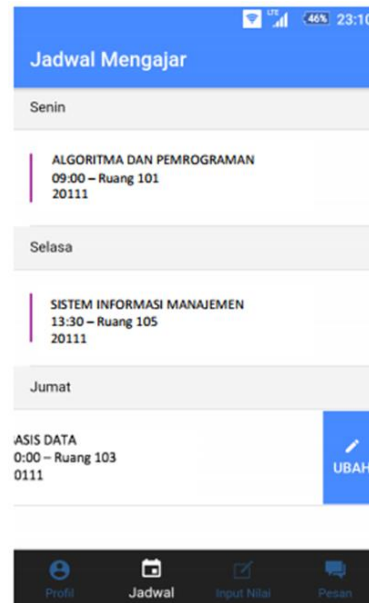 LTE 46% 23:10
Jadwal Mengajar
Senin
ALGORITMA DAN PEMROGRAMAN
09:00 – Ruang 101
20111
Selasa
SISTEM INFORMASI MANAJEMEN
13:30 – Ruang 105
20111
Jumat
ASIS DATA
0:00 – Ruang 103
0111
UBAH
Profil Jadwal Input Nilai Pesan